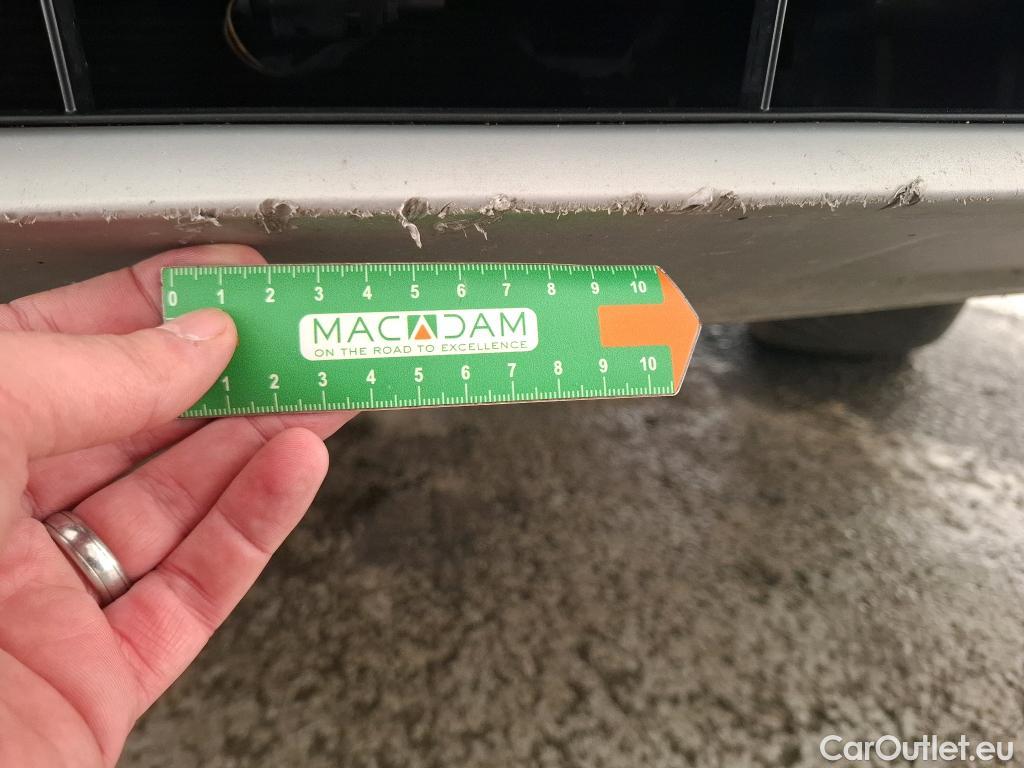 0 1 2 3 4 5 6 7 8 9 10
MACADAM
ON THE ROAD TO EXCELLENCE
1 2 3 4 5 6 7 8 9 10
CarOutlet.eu